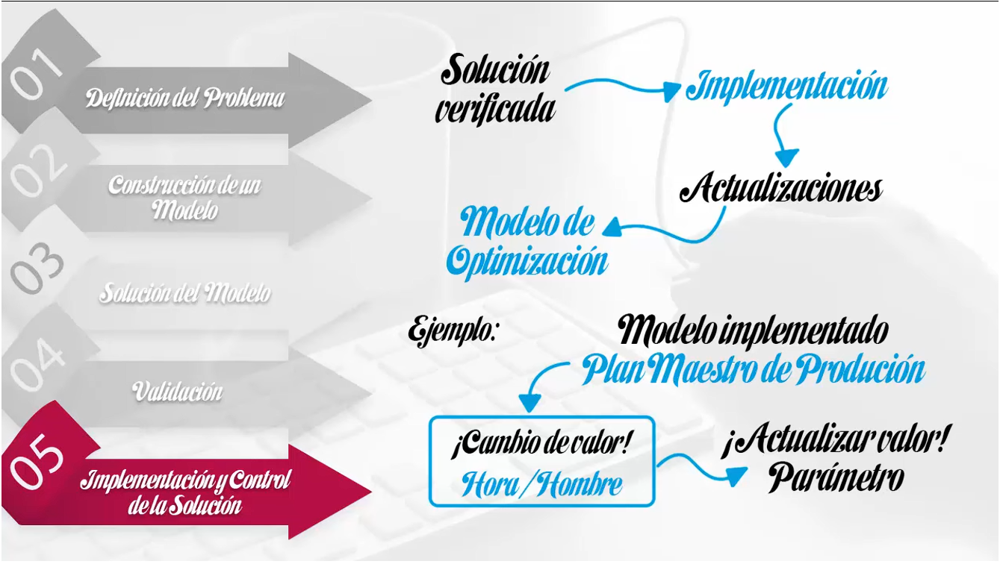 01
Definición del Problema
02
Construcción de un
Modelo
03
Solución del Modelo
04
Validación
05
Implementación y Control
de la Solución
Solución
verificada
Implementación
Actualizaciones
Modelo de
Optimización
Ejemplo:
Modelo implementado
Plan Maestro de Produción
¡Cambio de valor!
Hora / Hombre
¡Actualizar valor!
Parámetro